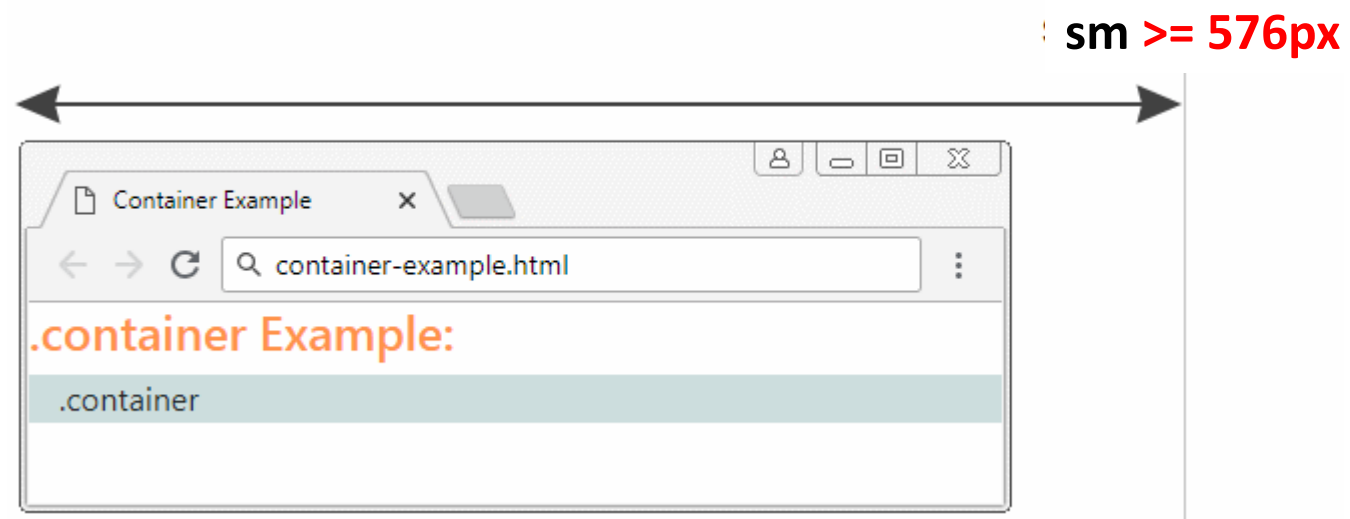 sm >= 576px
Container Example
container-example.html
.container Example:
.container